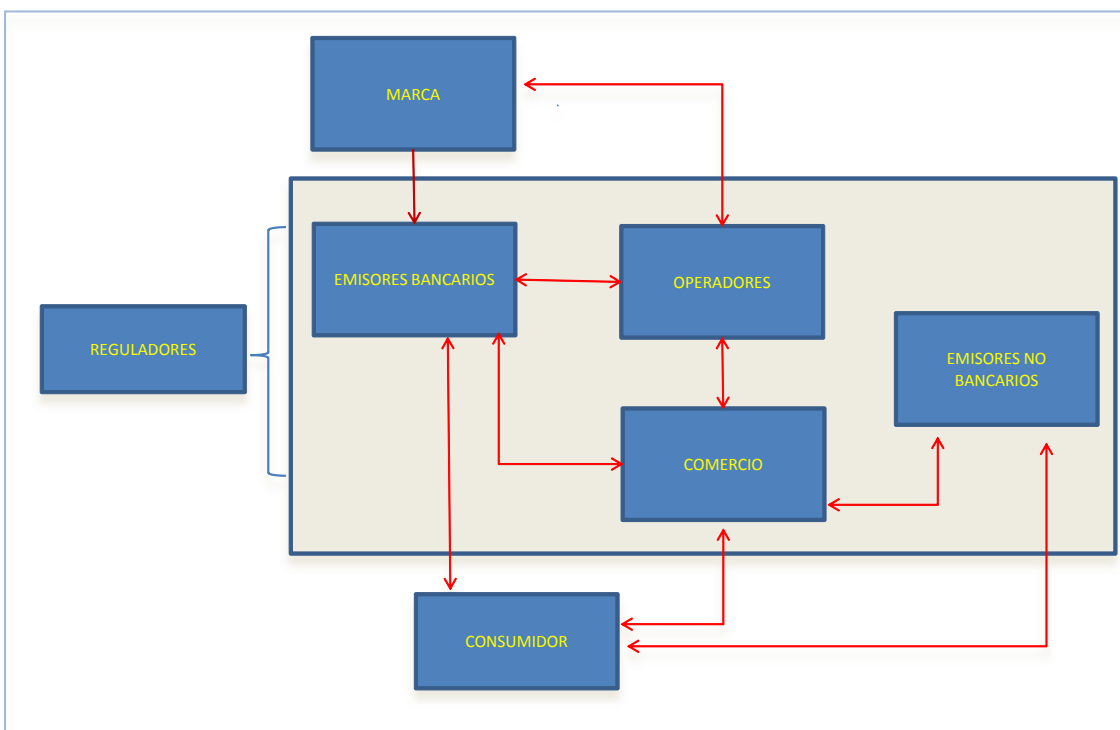 MARCA
EMISORES BANCARIOS
OPERADORES
REGULADORES
EMISORES NO
BANCARIOS
COMERCIO
CONSUMIDOR